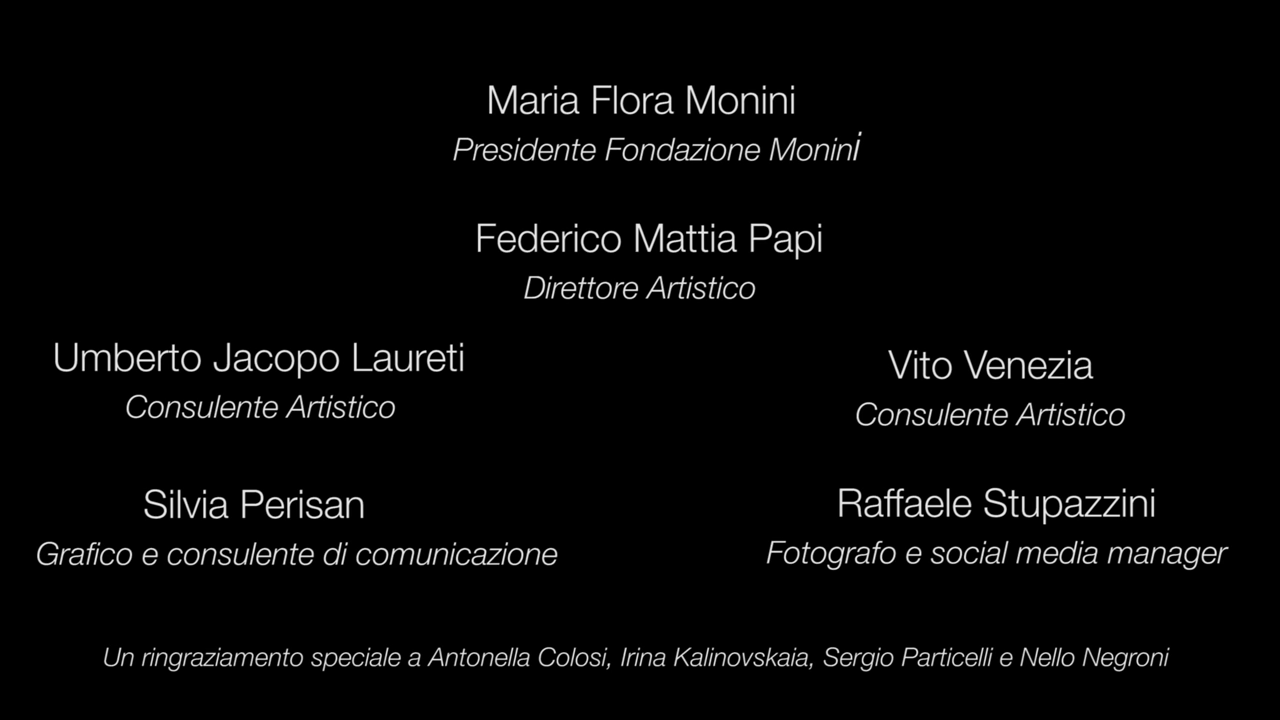 Maria Flora Monini
Presidente Fondazione Monini
Federico Mattia Papi
Direttore Artistico
Umberto Jacopo Laureti
Consulente Artistico
Vito Venezia
Consulente Artistico
Silvia Perisan
Grafico e consulente di comunicazione
Raffaele Stupazzini
Fotografo e social media manager
Un ringraziamento speciale a Antonella Colosi, Irina Kalinovskaia, Sergio Particelli e Nello Negroni